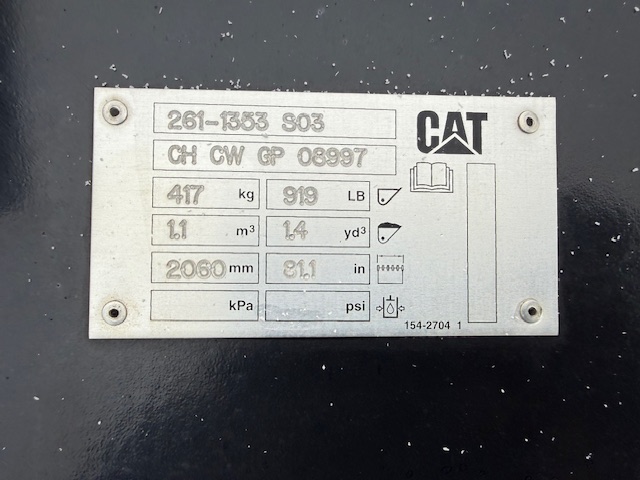 261-1353 S03
CAT
CH CW GP 08997
417 kg 919 LB
1.1 m³ 1.4 yd³
2060 mm 81.1 in
kPa psi
154-2704 1